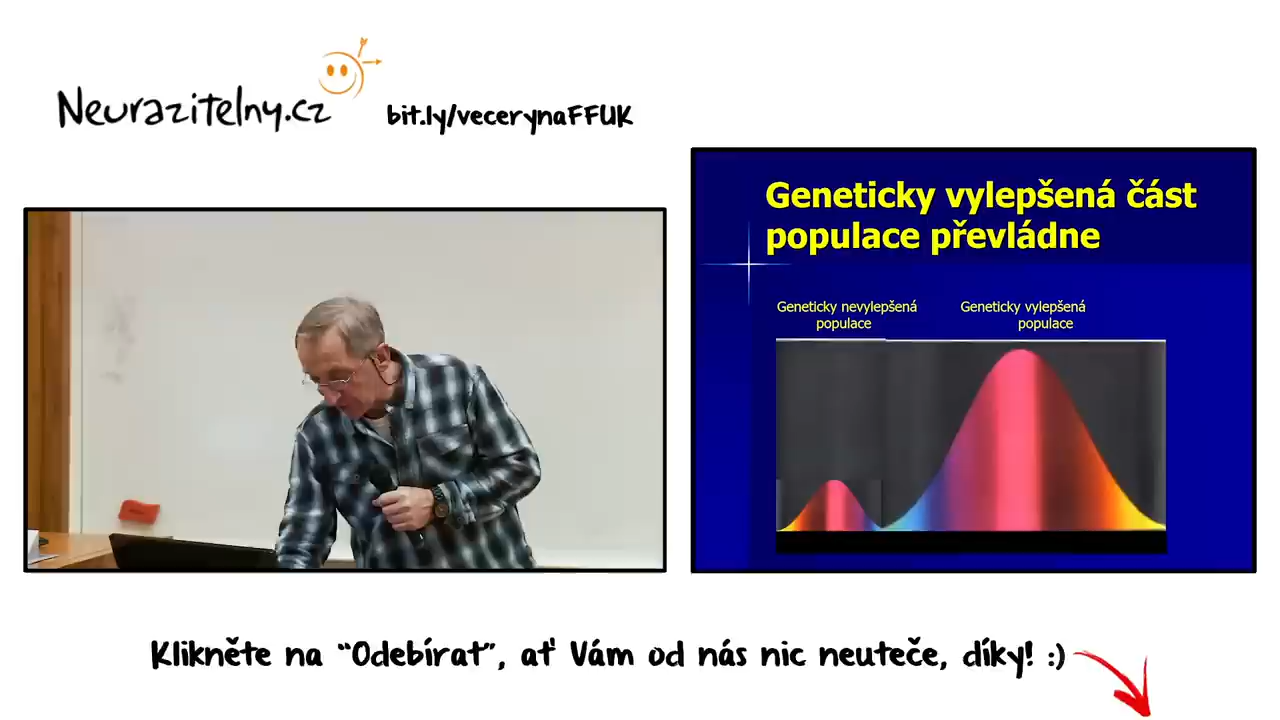 Neurazitelny.cz
bit.ly/vecerynaFFUK
Geneticky vylepšená část
populace převládne
Geneticky nevylepšená
populace
Geneticky vylepšená
populace
Klikněte na “Odebírat”, ať Vám od nás nic neuteče, díky! :)